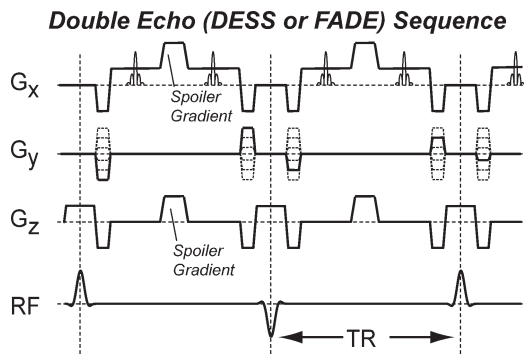 Double Echo (DESS or FADE) Sequence
Gx
Spoiler
Gradient
Gy
Gz
Spoiler
Gradient
RF
TR